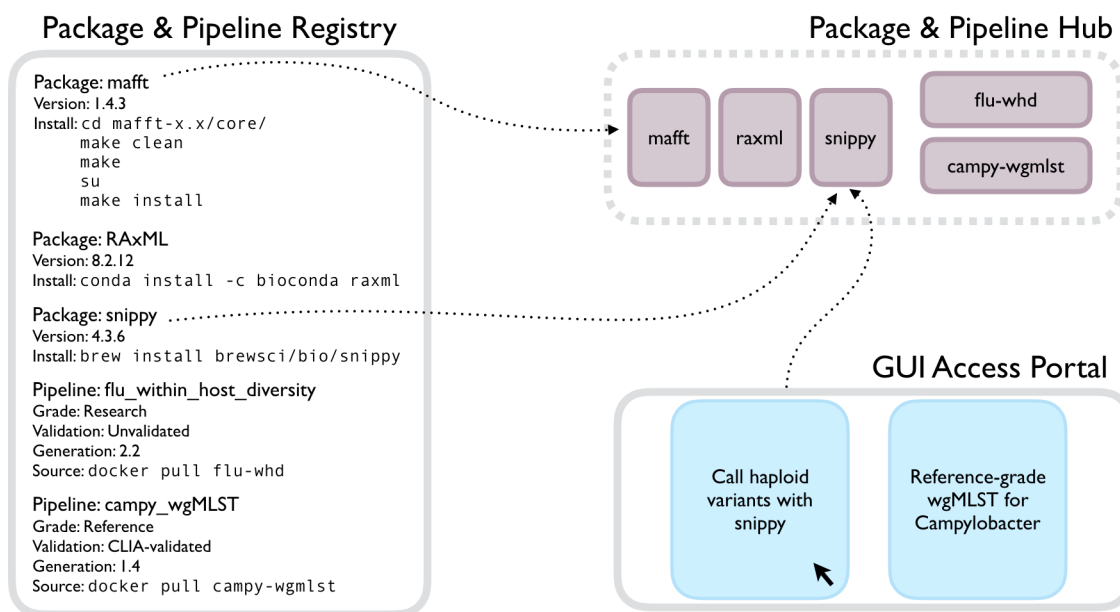 Package & Pipeline Registry
Package: mafft
Version: 1.4.3
Install: cd mafft-x.x/core/
make clean
make
su
make install
Package: RAxML
Version: 8.2.12
Install: conda install -c bioconda raxml
Package: snippy
Version: 4.3.6
Install: brew install brewsci/bio/snippy
Pipeline: flu_within_host_diversity
Grade: Research
Validation: Unvalidated
Generation: 2.2
Source: docker pull flu-whd
Pipeline: campy_wgMLST
Grade: Reference
Validation: CLIA-validated
Generation: 1.4
Source: docker pull campy-wgmlst
Package & Pipeline Hub
mafft
raxml
snippy
flu-whd
campy-wgmlst
GUI Access Portal
Call haploid
variants with
snippy
Reference-grade
wgMLST for
Campylobacter